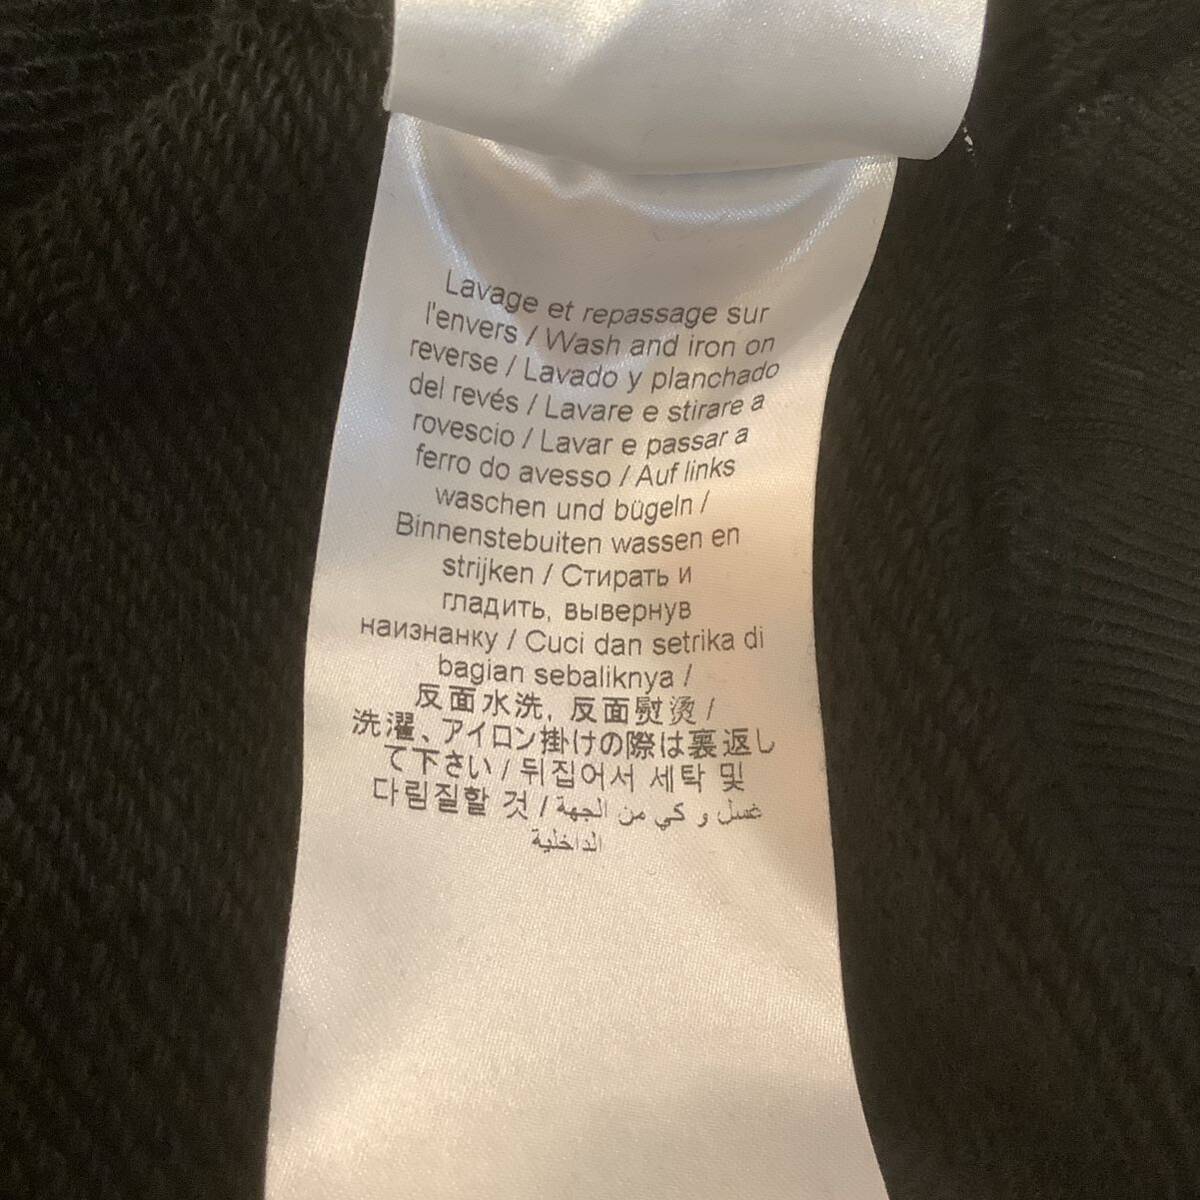 Lavage et repassage sur
l'envers / Wash and iron on
reverse / Lavado y planchado
del revés / Lavare e stirare a
rovescio / Lavar e passar a
ferro do avesso / Auf links
waschen und bügeln /
Binnenstebuiten wassen en
strijken / Стирать и
гладить, вывернув
наизнанку / Cuci dan setrika di
bagian sebaliknya /
反面水洗, 反面熨烫 /
洗濯、アイロン掛けの際は裏返し
て下さい / 뒤집어서 세탁 및
다림질할 것 / غسل و كي من الجهة
الداخلية